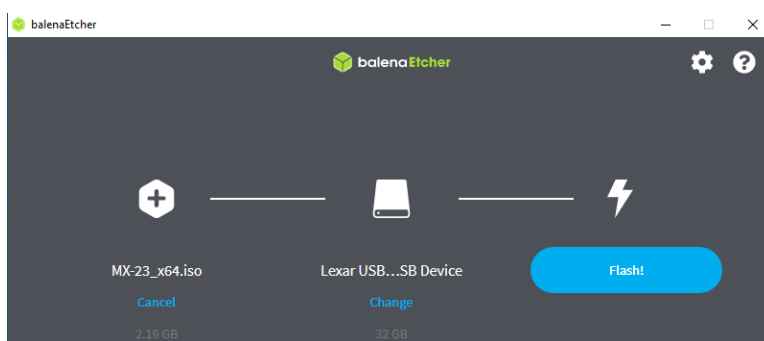 balenaEtcher
balenaEtcher
MX-23_x64.iso
Lexar USB...SB Device
Flash!
Cancel
Change
2.19 GB
32 GB